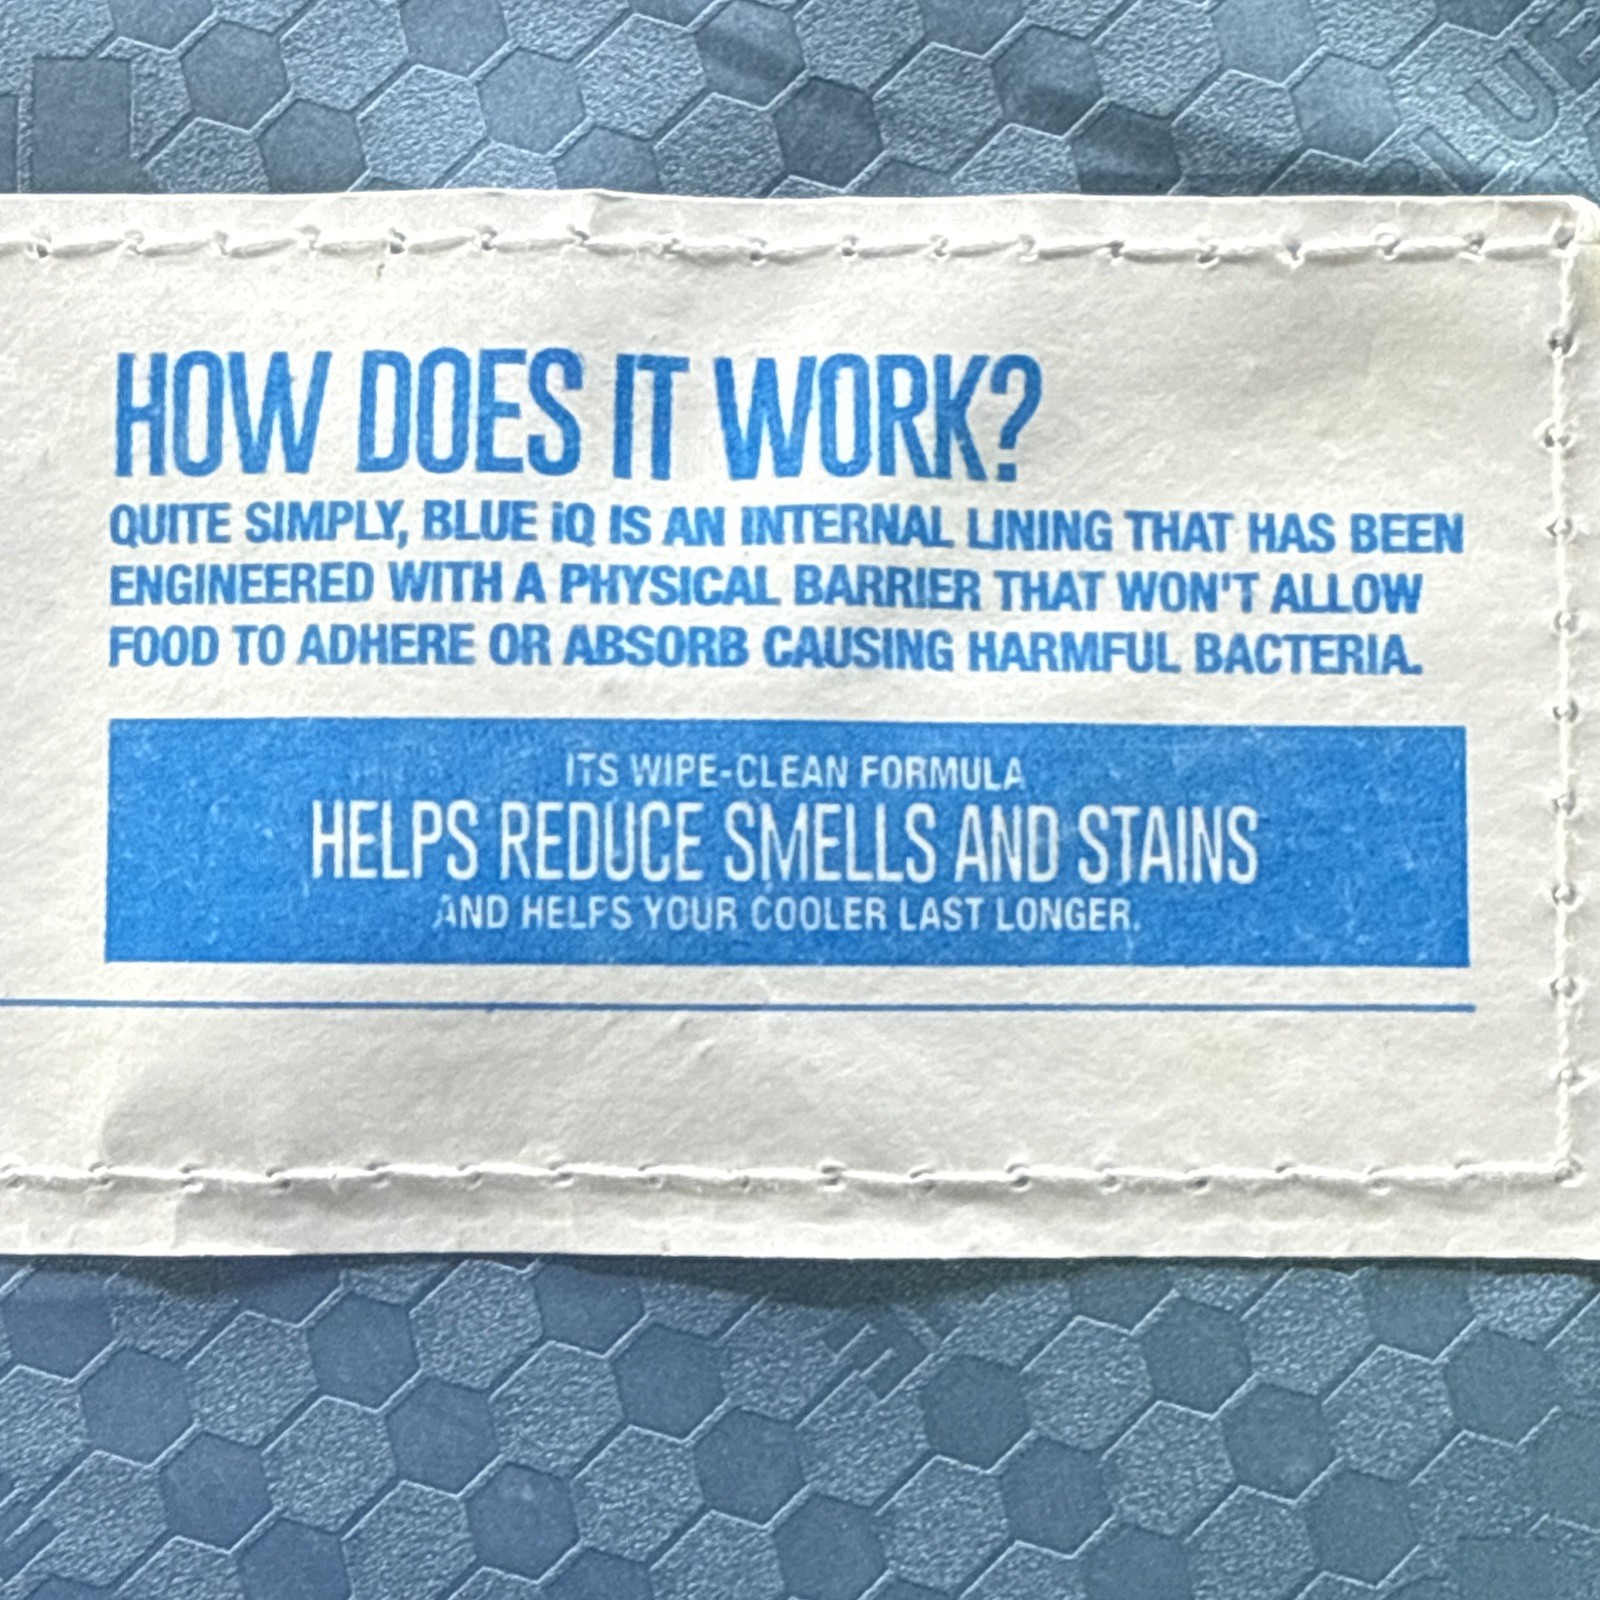 HOW DOES IT WORK?
QUITE SIMPLY, BLUE iQ IS AN INTERNAL LINING THAT HAS BEEN
ENGINEERED WITH A PHYSICAL BARRIER THAT WON'T ALLOW
FOOD TO ADHERE OR ABSORB CAUSING HARMFUL BACTERIA.
ITS WIPE-CLEAN FORMULA
HELPS REDUCE SMELLS AND STAINS
AND HELPS YOUR COOLER LAST LONGER.